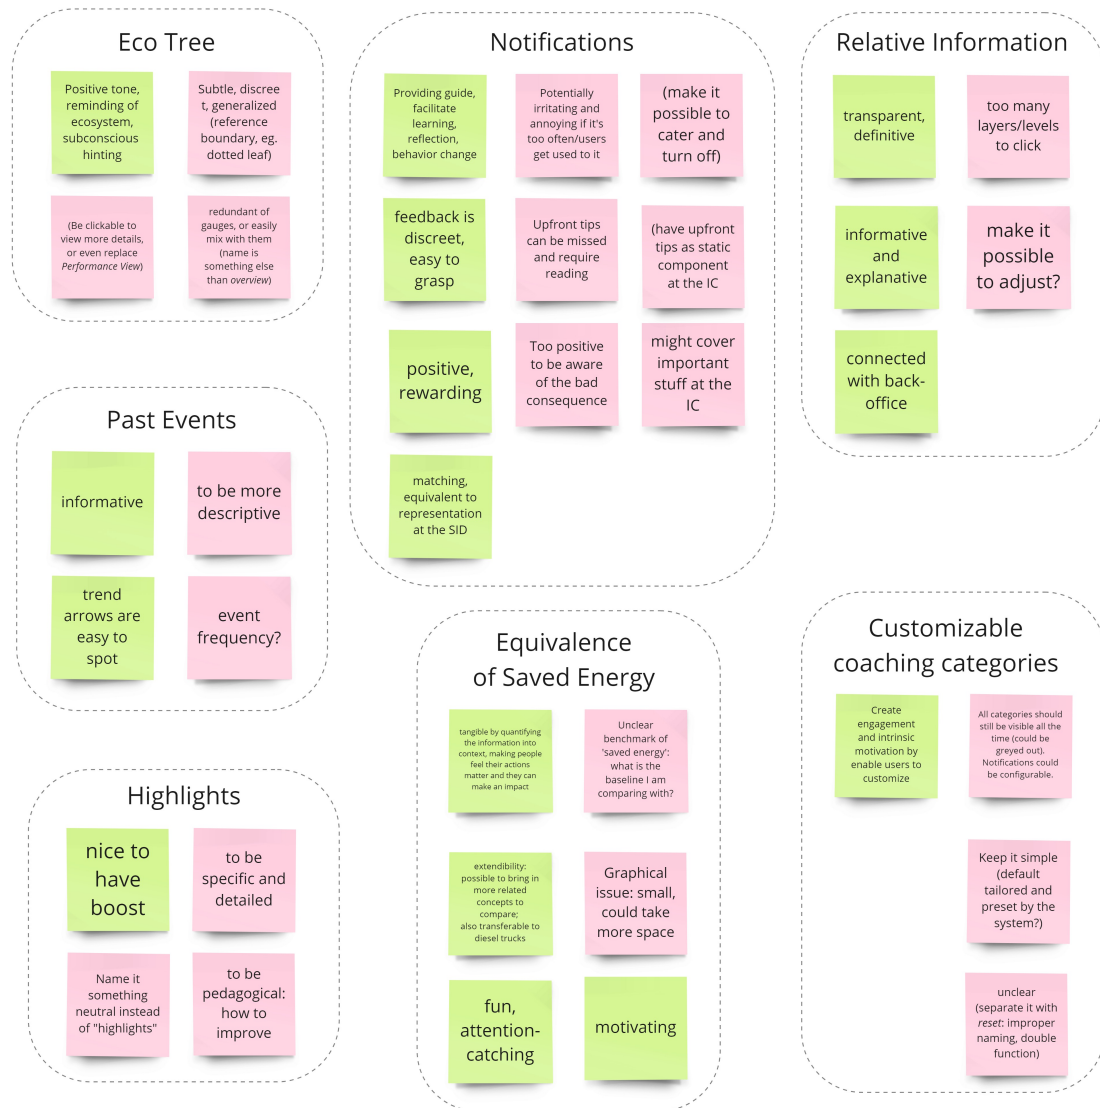 Eco Tree
Positive tone,
reminding of
ecosystem,
subconscious
hinting
Subtle, discree
t, generalized
(reference
boundary, eg.
dotted leaf)
(Be clickable to
view more details,
or even replace
Performance View)
redundant of
gauges, or easily
mix with them
(name is
something else
than overview)
Notifications
Providing guide,
facilitate
learning,
reflection,
behavior change
Potentially
irritating and
annoying if it's
too often/users
get used to it
(make it
possible to
cater and
turn off)
feedback is
discreet,
easy to
grasp
Upfront tips
can be missed
and require
reading
(have upfront
tips as static
component
at the IC)
positive,
rewarding
Too positive
to be aware
of the bad
consequence
might cover
important
stuff at the
IC
matching,
equivalent to
representation
at the SID
Relative Information
transparent,
definitive
too many
layers/levels
to click
informative
and
explanative
make it
possible
to adjust?
connected
with back-
office
Past Events
informative
to be more
descriptive
trend
arrows are
easy to
spot
event
frequency?
Equivalence
of Saved Energy
tangible by quantifying
the information into
context, making people
feel their actions
matter and they can
make an impact
Unclear
benchmark of
'saved energy':
what is the
baseline I am
comparing with?
extendibility:
possible to bring in
more related
concepts to
compare;
also transferable to
diesel trucks
Graphical
issue: small,
could take
more space
fun,
attention-
catching
motivating
Customizable
coaching categories
Create
engagement
and intrinsic
motivation by
enable users to
customize
All categories should
still be visible all the
time (could be
greyed out).
Notifications could
be configurable.
Keep it simple
(default
tailored and
preset by the
system?)
unclear
(separate it with
reset: improper
naming, double
function)
Highlights
nice to
have
boost
to be
specific and
detailed
Name it
something
neutral instead
of "highlights"
to be
pedagogical:
how to
improve